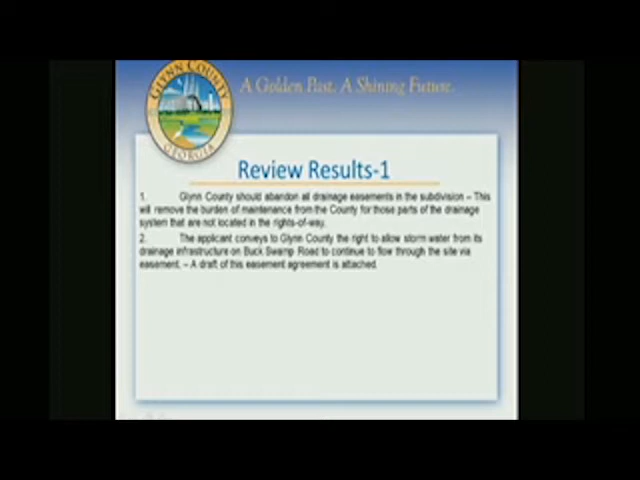 GLYNN COUNTY
GEORGIA
A Golden Past. A Shining Future.
Review Results-1
1. Glynn County should abandon all drainage easements in the subdivision – This
will remove the burden of maintenance from the County for those parts of the drainage
system that are not located in the rights-of-way.
2. The applicant conveys to Glynn County the right to allow storm water from its
drainage infrastructure on Buck Swamp Road to continue to flow through the site via
easement. – A draft of this easement agreement is attached.